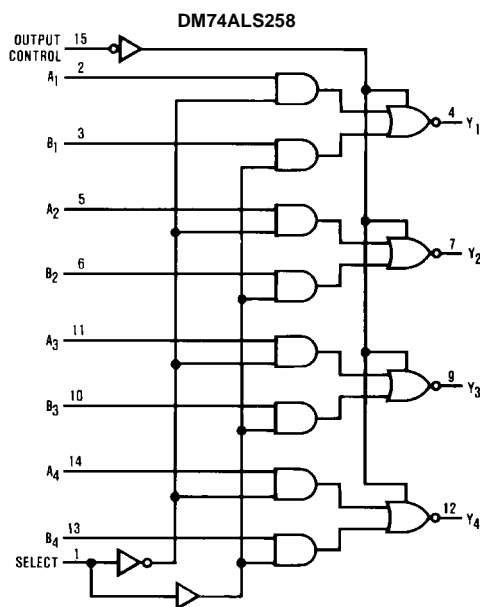 DM74ALS258
OUTPUT CONTROL 15
A1 2
4 Y1
B1 3
A2 5
7 Y2
B2 6
A3 11
9 Y3
B3 10
A4 14
12 Y4
B4 13
SELECT 1